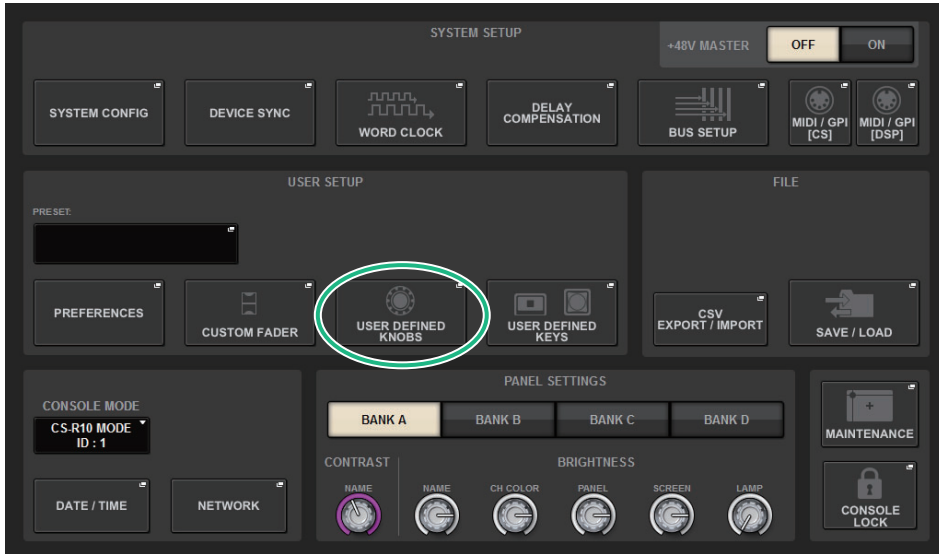 SYSTEM SETUP
+48V MASTER
OFF
ON
SYSTEM CONFIG
DEVICE SYNC
WORD CLOCK
DELAY
COMPENSATION
BUS SETUP
MIDI / GPI
[CS]
MIDI / GPI
[DSP]
USER SETUP
PRESET:
PREFERENCES
CUSTOM FADER
USER DEFINED
KNOBS
USER DEFINED
KEYS
FILE
CSV
EXPORT / IMPORT
SAVE / LOAD
CONSOLE MODE
CS-R10 MODE
ID : 1
DATE / TIME
NETWORK
PANEL SETTINGS
BANK A
BANK B
BANK C
BANK D
CONTRAST
BRIGHTNESS
NAME
NAME
CH COLOR
PANEL
SCREEN
LAMP
MAINTENANCE
CONSOLE
LOCK